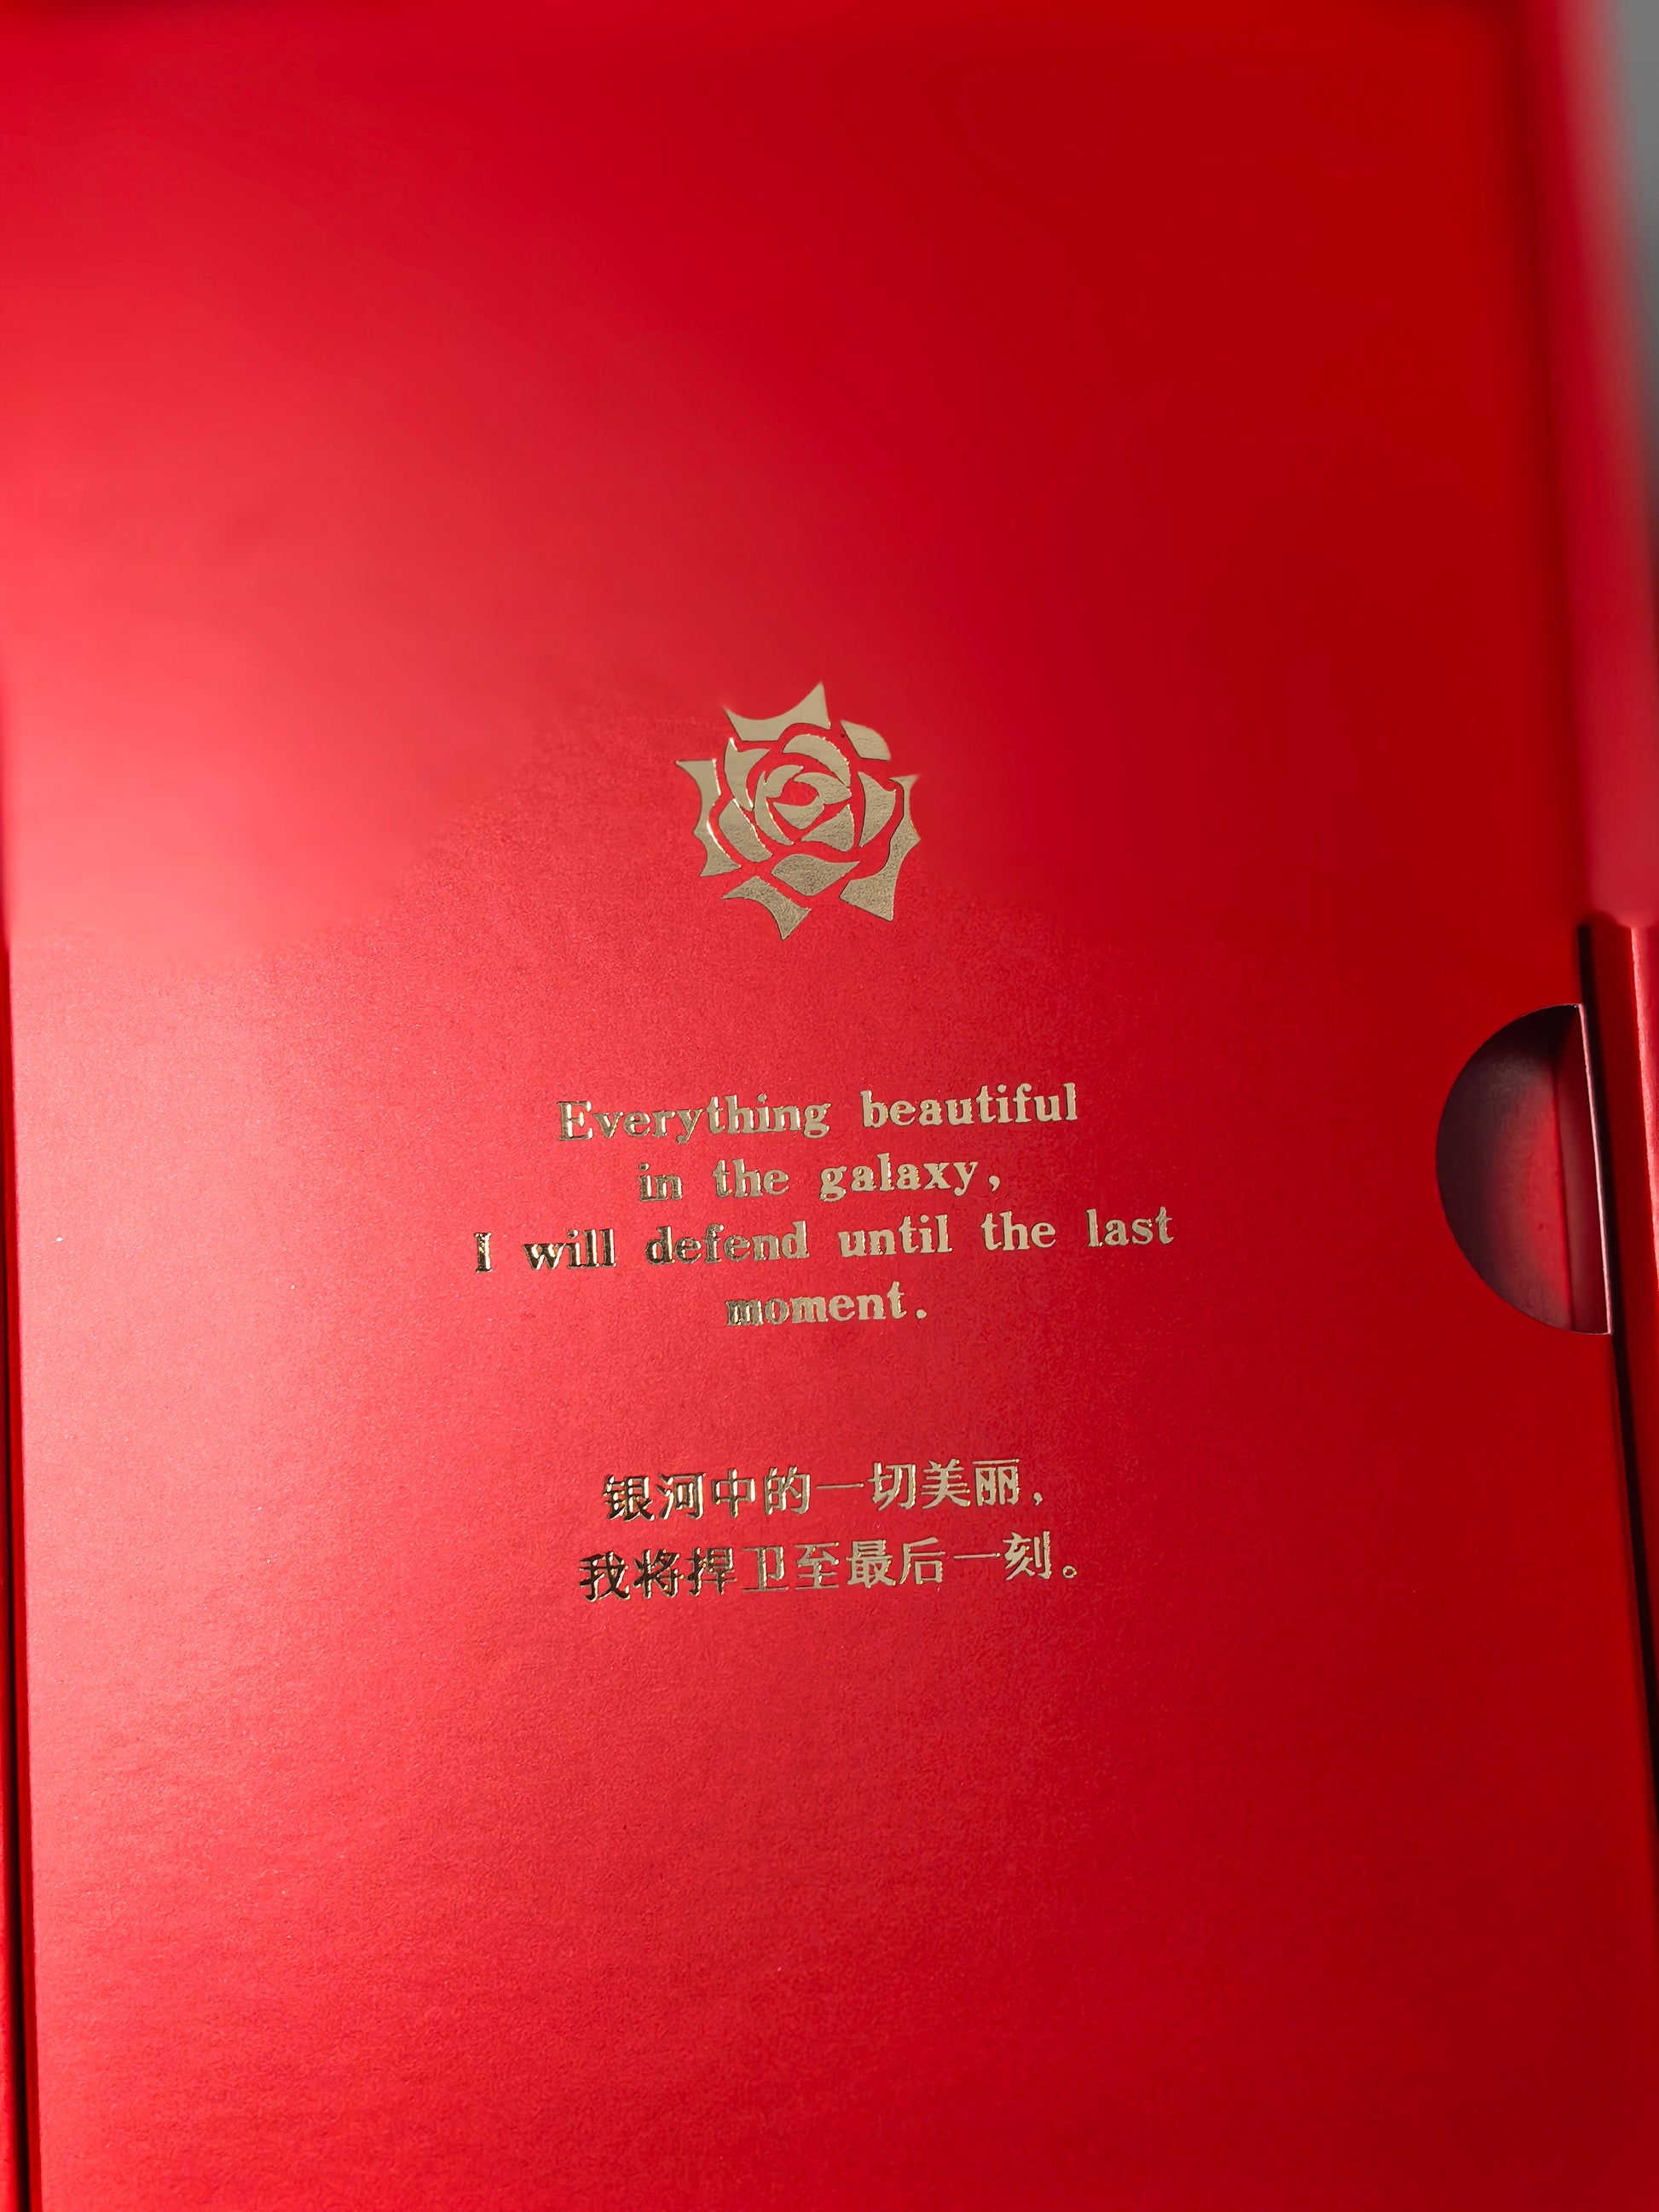 Everything beautiful
in the galaxy,
I will defend until the last
moment.
银河中的一切美丽，
我将捍卫至最后一刻。